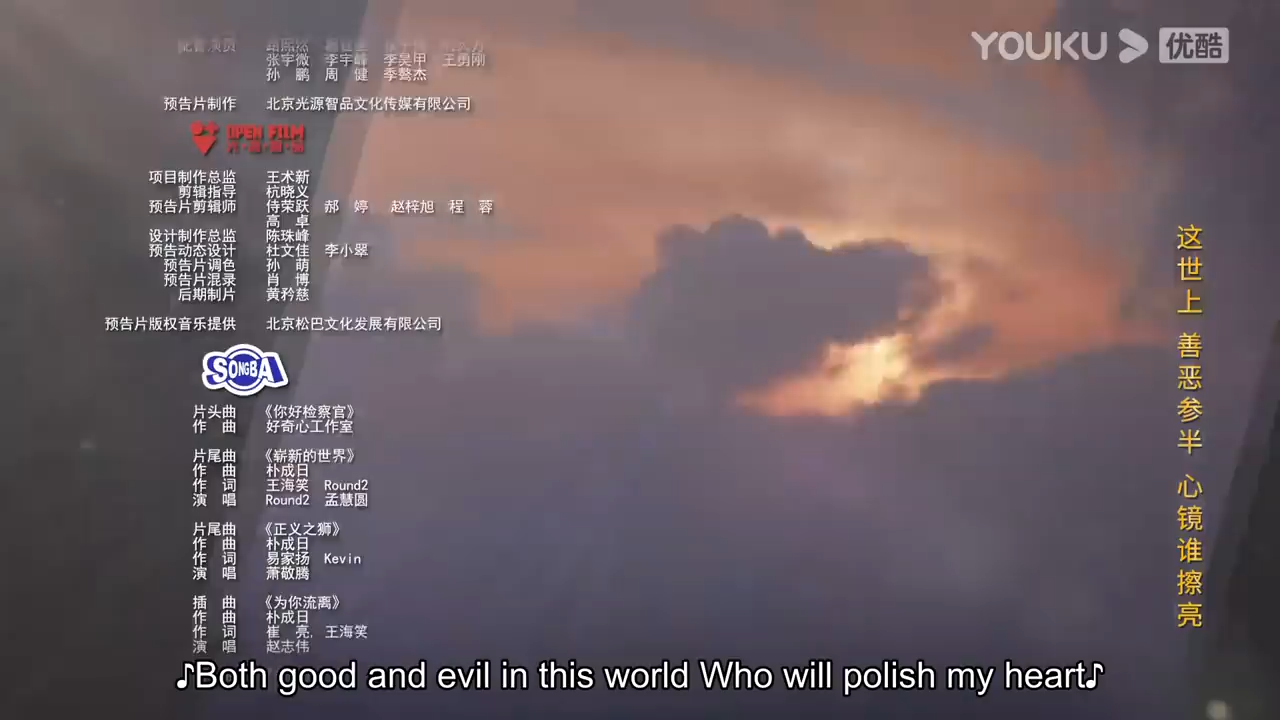 YOUKU 优酷
配音演员
张宇微 李宇峰 李昊甲 王勇刚
孙 鹏 周 健 季懿杰
预告片制作 北京光源智品文化传媒有限公司
OPEN FILM
项目制作总监 王术新
剪辑指导 杭晓义
预告片剪辑师 侍荣跃 郝 婷 赵梓旭 程 蓉
高 卓
设计制作总监 陈珠峰
预告动态设计 杜文佳 李小翠
预告片调色 孙 萌
预告片混录 肖 博
后期制片 黄矜慈
预告片版权音乐提供 北京松巴文化发展有限公司
SONGBA
片头曲 《你好检察官》
作 曲 好奇心工作室
片尾曲 《崭新的世界》
作 曲 朴成日
作 词 王海笑 Round2
演 唱 Round2 孟慧圆
片尾曲 《正义之狮》
作 曲 朴成日
作 词 易家扬 Kevin
演 唱 萧敬腾
插 曲 《为你流离》
作 曲 朴成日
作 词 崔 亮, 王海笑
演 唱 赵志伟
这世上 善恶参半 心镜谁擦亮
♪Both good and evil in this world Who will polish my heart♪